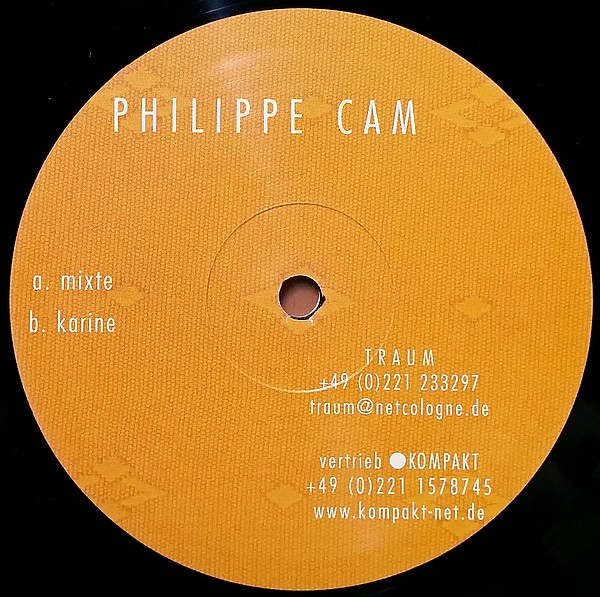 PHILIPPE CAM
a. mixte
b. karine
TRAUM
+49 (0)221 233297
traum@netcologne.de
vertrieb ●KOMPAKT
+49 (0)221 1578745
www.kompakt-net.de